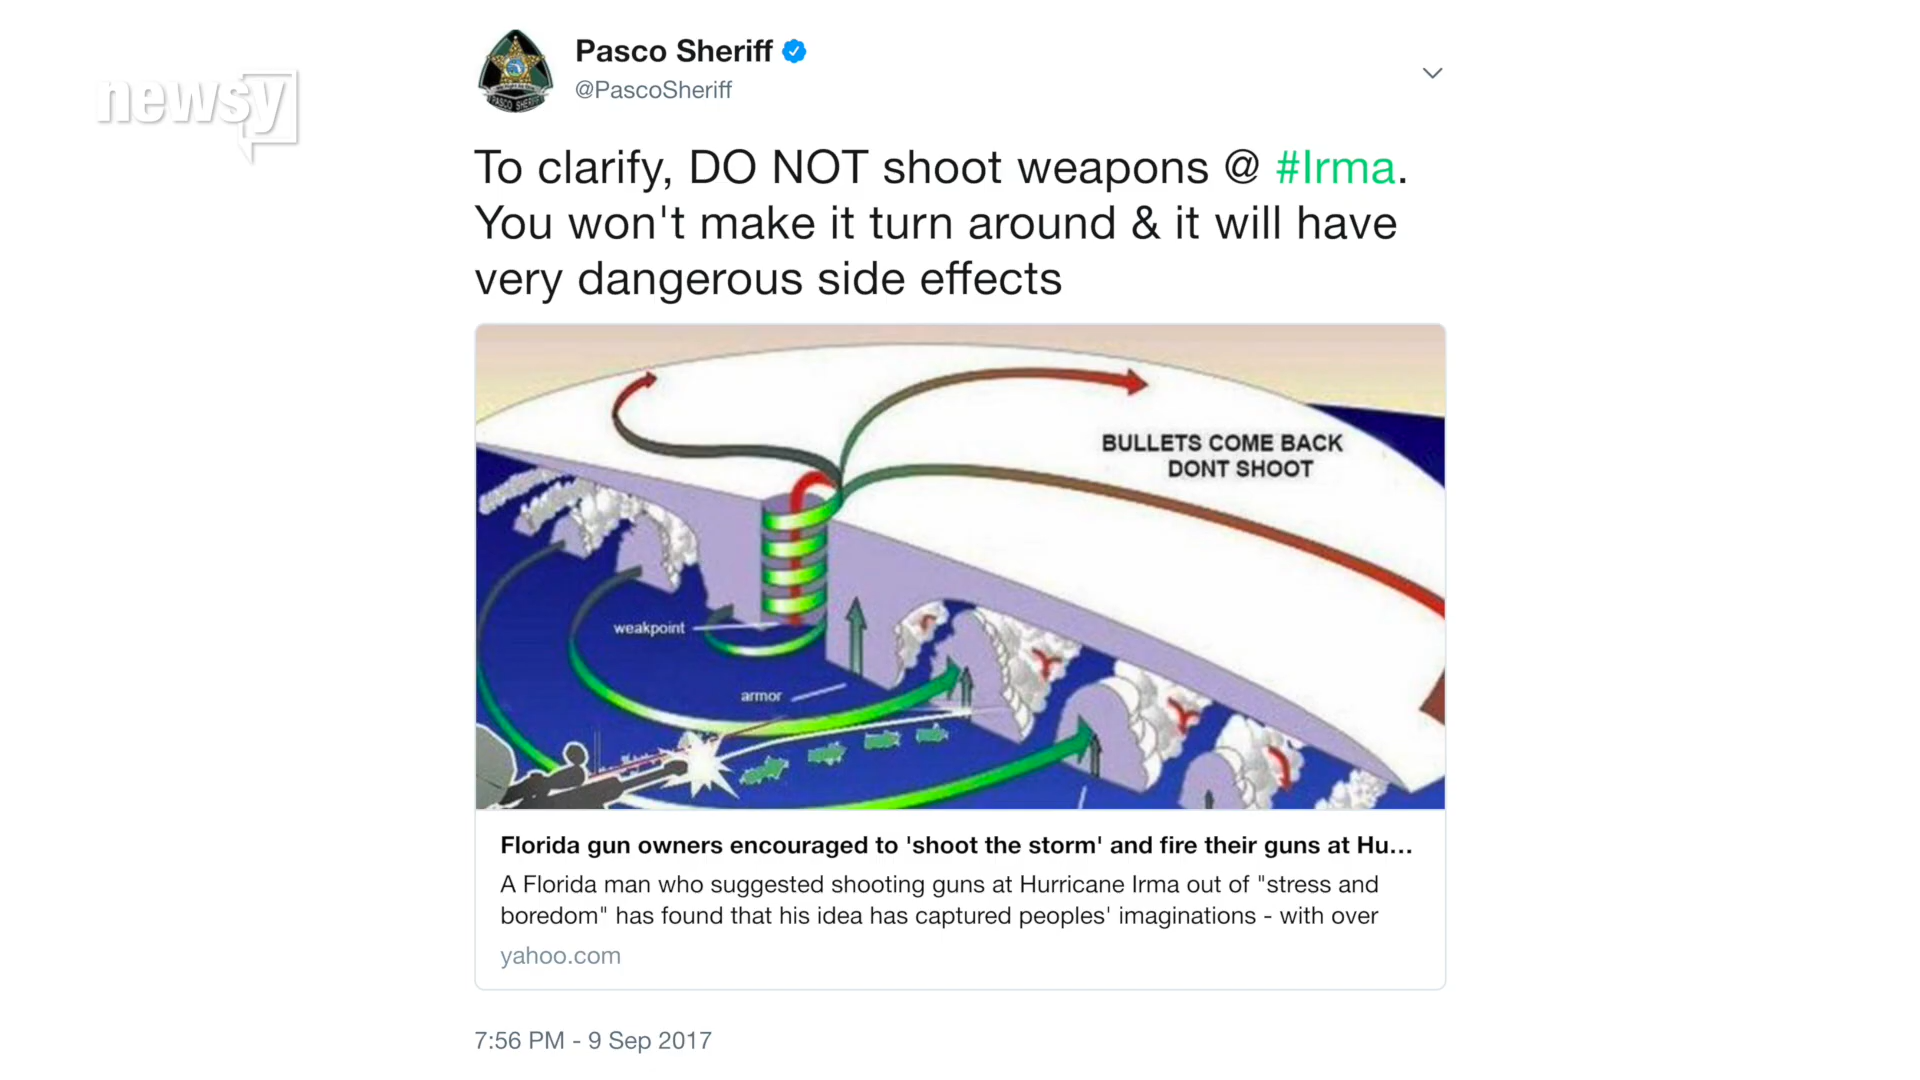 newsy
Pasco Sheriff
@PascoSheriff
PASCO SHERIFF
To clarify, DO NOT shoot weapons @ #Irma.
You won't make it turn around & it will have
very dangerous side effects
BULLETS COME BACK
DONT SHOOT
weakpoint
armor
Florida gun owners encouraged to 'shoot the storm' and fire their guns at Hu...
A Florida man who suggested shooting guns at Hurricane Irma out of "stress and
boredom" has found that his idea has captured peoples' imaginations - with over
yahoo.com
7:56 PM - 9 Sep 2017